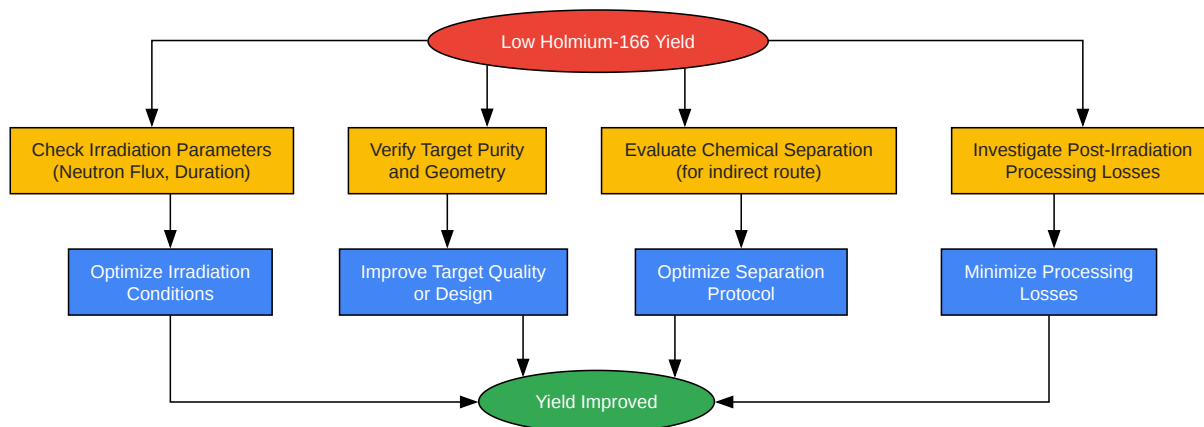 Low Holmium-166 Yield
Check Irradiation Parameters
(Neutron Flux, Duration)
Verify Target Purity
and Geometry
Evaluate Chemical Separation
(for indirect route)
Investigate Post-Irradiation
Processing Losses
Optimize Irradiation
Conditions
Improve Target Quality
or Design
Optimize Separation
Protocol
Minimize Processing
Losses
Yield Improved